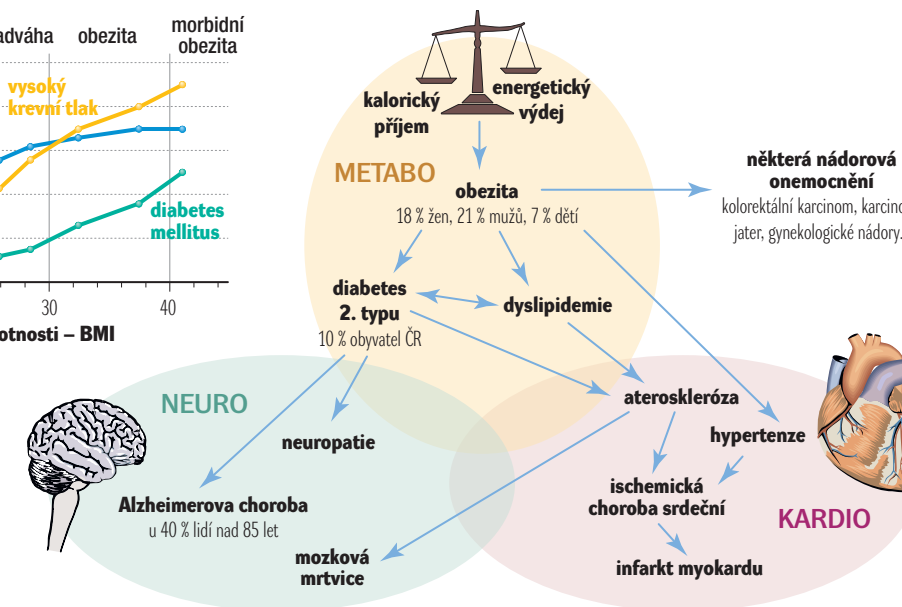 adváha
obezita
morbidní
obezita
vysoký
krevní tlak
diabetes
mellitus
30
40
otnosti – BMI
kalorický
příjem
energetický
výdej
METABO
obezita
18 % žen, 21 % mužů, 7 % dětí
některá nádorová
onemocnění
kolorektální karcinom, karcino
jater, gynekologické nádory.
diabetes
2. typu
10 % obyvatel ČR
dyslipidemie
NEURO
neuropatie
Alzheimerova choroba
u 40 % lidí nad 85 let
mozková
mrtvice
ateroskleróza
hypertenze
ischemická
choroba srdeční
KARDIO
infarkt myokardu